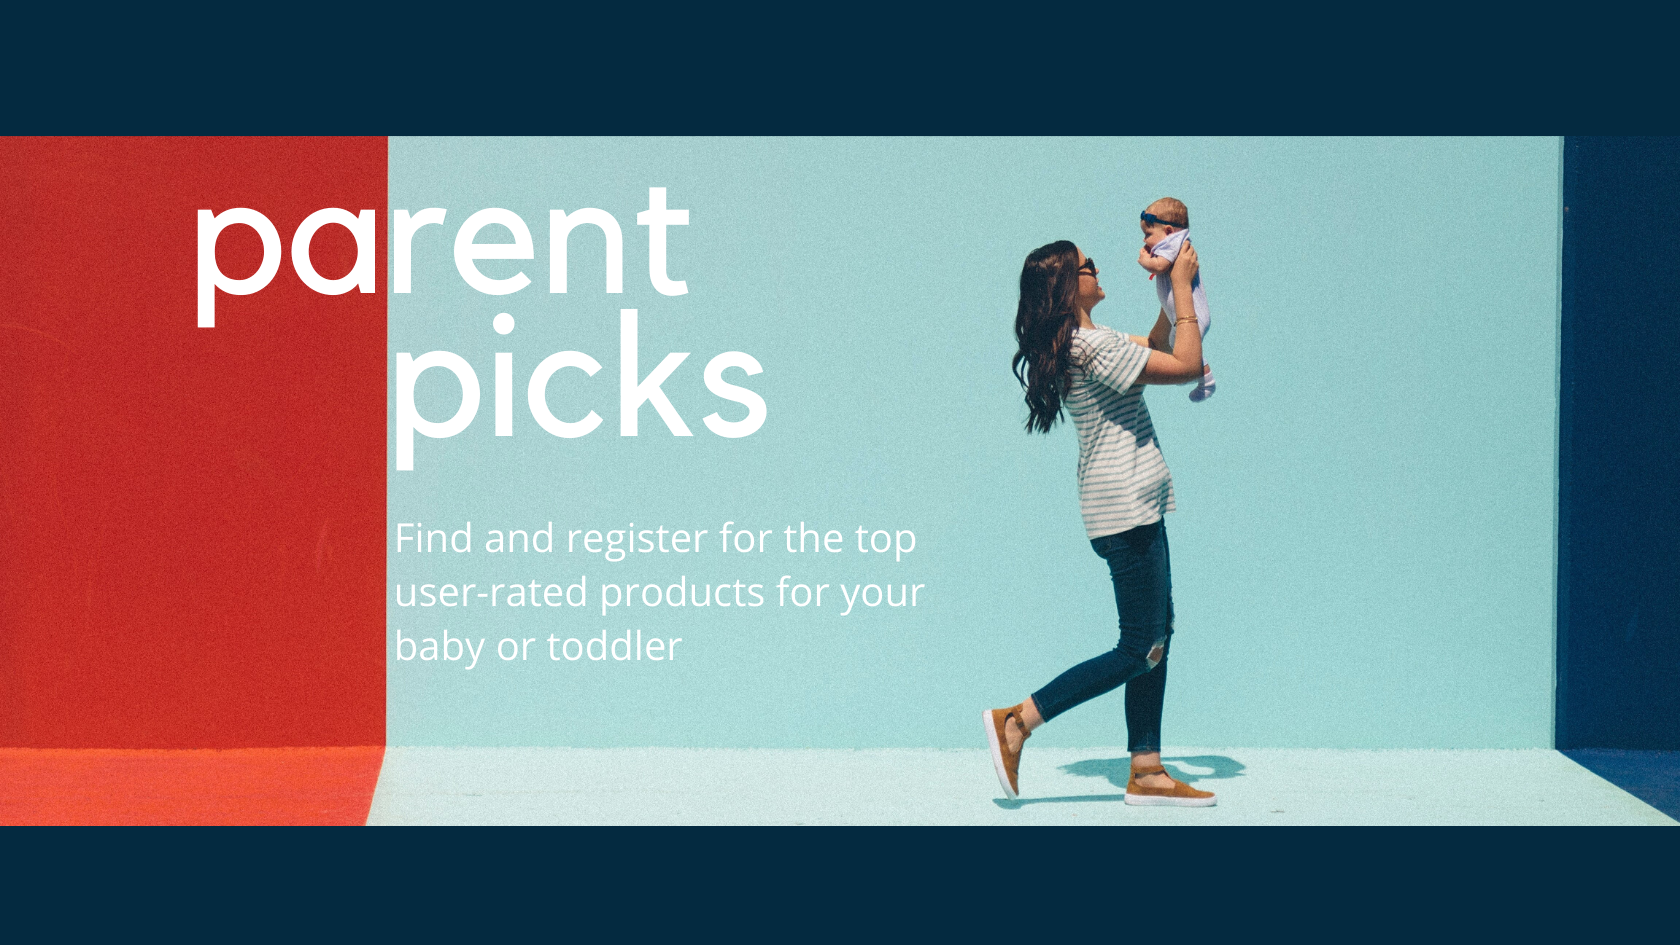 parent
picks
Find and register for the top
user-rated products for your
baby or toddler